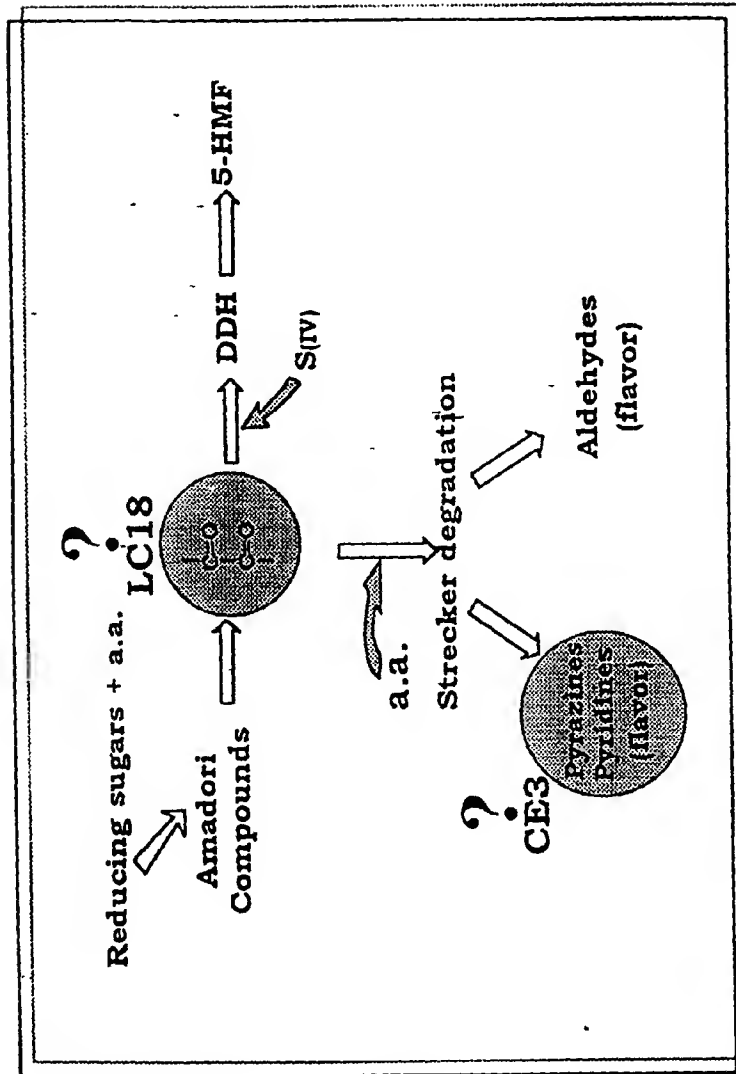 Reducing sugars + a.a.
Amadori
Compounds
?
LC18
C O
C O
DDH
5-HMF
S(IV)
a.a.
Strecker degradation
?
CE3
Pyrazines
Pyridines
(flavor)
Aldehydes
(flavor)